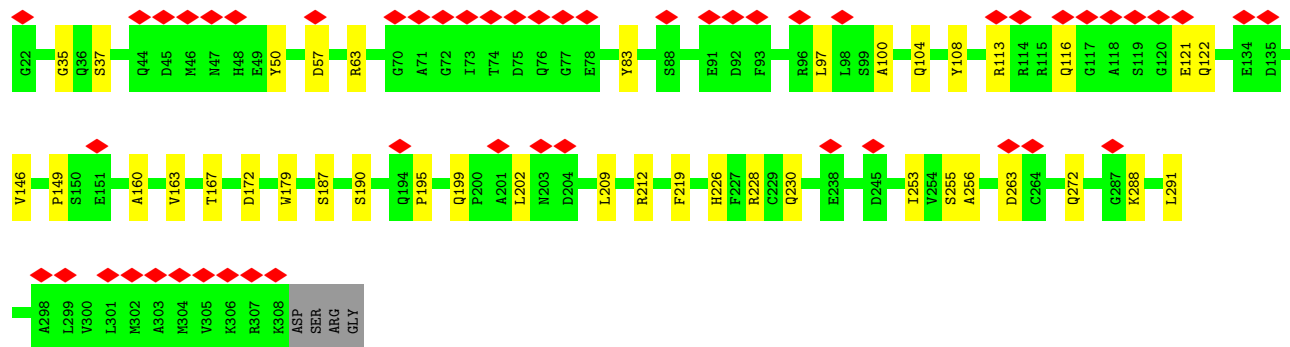 G22 G35 Q36 S37 Q44 D45 M46 N47 H48 E49 Y50 D57 R63 G70 A71 G72 I73 T74 D75 Q76 G77 E78 Y83 S88 E91 D92 F93 R96 L97 L98 S99 A100 Q104 Y108 R113 R114 R115 Q116 G117 A118 S119 G120 E121 Q122 E134 D135
V146 P149 S150 E151 A160 V163 T167 D172 W179 S187 S190 Q194 P195 Q199 P200 A201 L202 N203 D204 L209 R212 F219 H226 F227 R228 C229 Q230 E238 D245 I253 V254 S255 A256 D263 C264 Q272 G287 K288 L291
A298 L299 V300 L301 M302 A303 M304 V305 K306 R307 K308 ASP SER ARG GLY